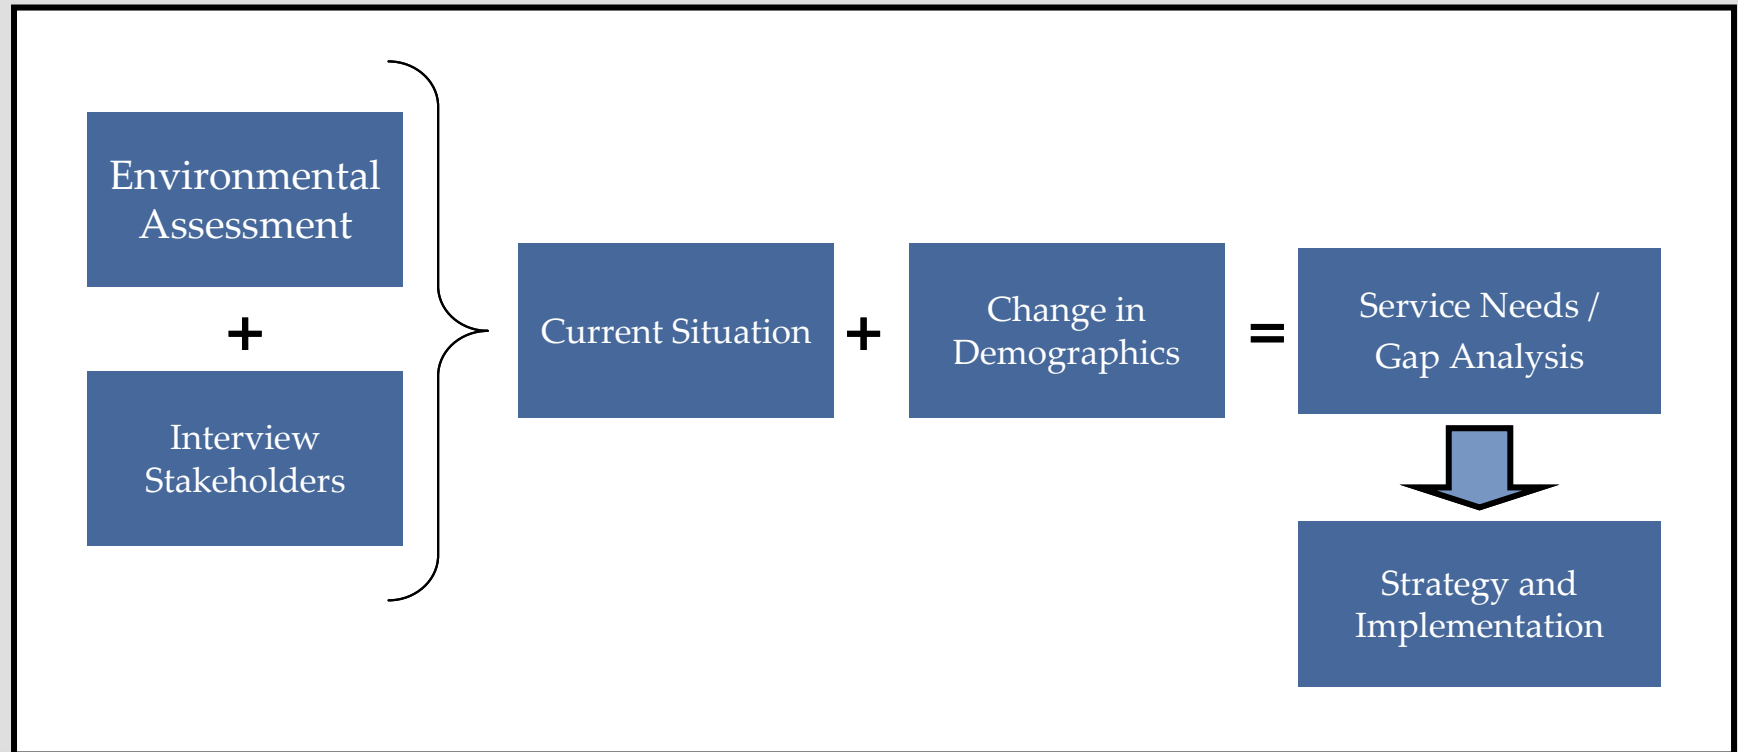 Environmental
Assessment
+
Interview
Stakeholders
Current Situation
+
Change in
Demographics
=
Service Needs /
Gap Analysis
Strategy and
Implementation